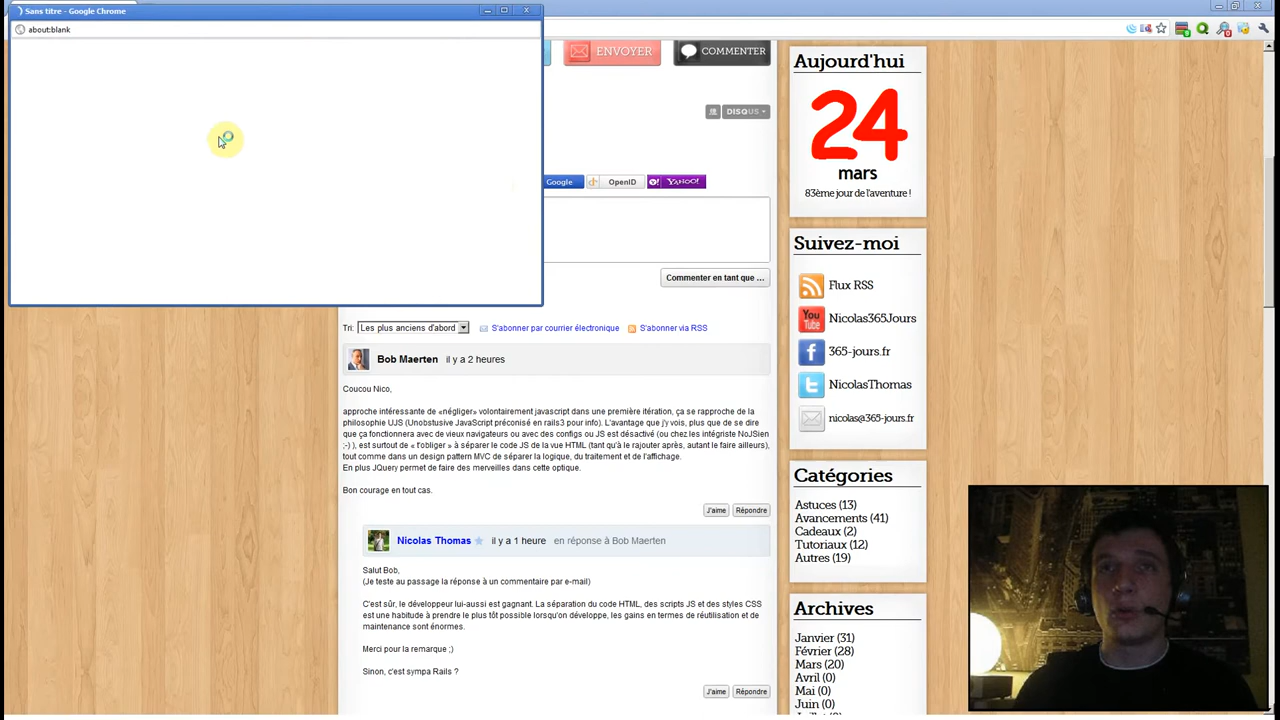 Sans titre - Google Chrome
about:blank
ENVOYER
COMMENTER
DISQUS
Google
OpenID
YAHOO!
Commenter en tant que ...
Tri: Les plus anciens d'abord
S'abonner par courrier électronique
S'abonner via RSS
Bob Maerten il y a 2 heures
Coucou Nico,
approche intéressante de «négliger» volontairement javascript dans une première itération, ça se rapproche de la
philosophie UJS (Unobstusive JavaScript préconisé en rails3 pour info). L'avantage que j'y vois, plus que de se dire
que ça fonctionnera avec de vieux navigateurs ou avec des configs ou JS est désactivé (ou chez les intégriste NoJSien
;-) ), est surtout de « t'obliger » à séparer le code JS de la vue HTML (tant qu'à le rajouter après, autant le faire ailleurs),
tout comme dans un design pattern MVC de séparer la logique, du traitement et de l'affichage.
En plus JQuery permet de faire des merveilles dans cette optique.
Bon courage en tout cas.
J'aime
Répondre
Nicolas Thomas il y a 1 heure en réponse à Bob Maerten
Salut Bob,
(Je teste au passage la réponse à un commentaire par e-mail)
C'est sûr, le développeur lui-aussi est gagnant. La séparation du code HTML, des scripts JS et des styles CSS
est une habitude à prendre le plus tôt possible lorsqu'on développe, les gains en termes de réutilisation et de
maintenance sont énormes.
Merci pour la remarque ;)
Sinon, c'est sympa Rails ?
J'aime
Répondre
Aujourd'hui
24
mars
83ème jour de l'aventure !
Suivez-moi
Flux RSS
You Tube
Nicolas365Jours
365-jours.fr
NicolasThomas
nicolas@365-jours.fr
Catégories
Astuces (13)
Avancements (41)
Cadeaux (2)
Tutoriaux (12)
Autres (19)
Archives
Janvier (31)
Février (28)
Mars (20)
Avril (0)
Mai (0)
Juin (0)